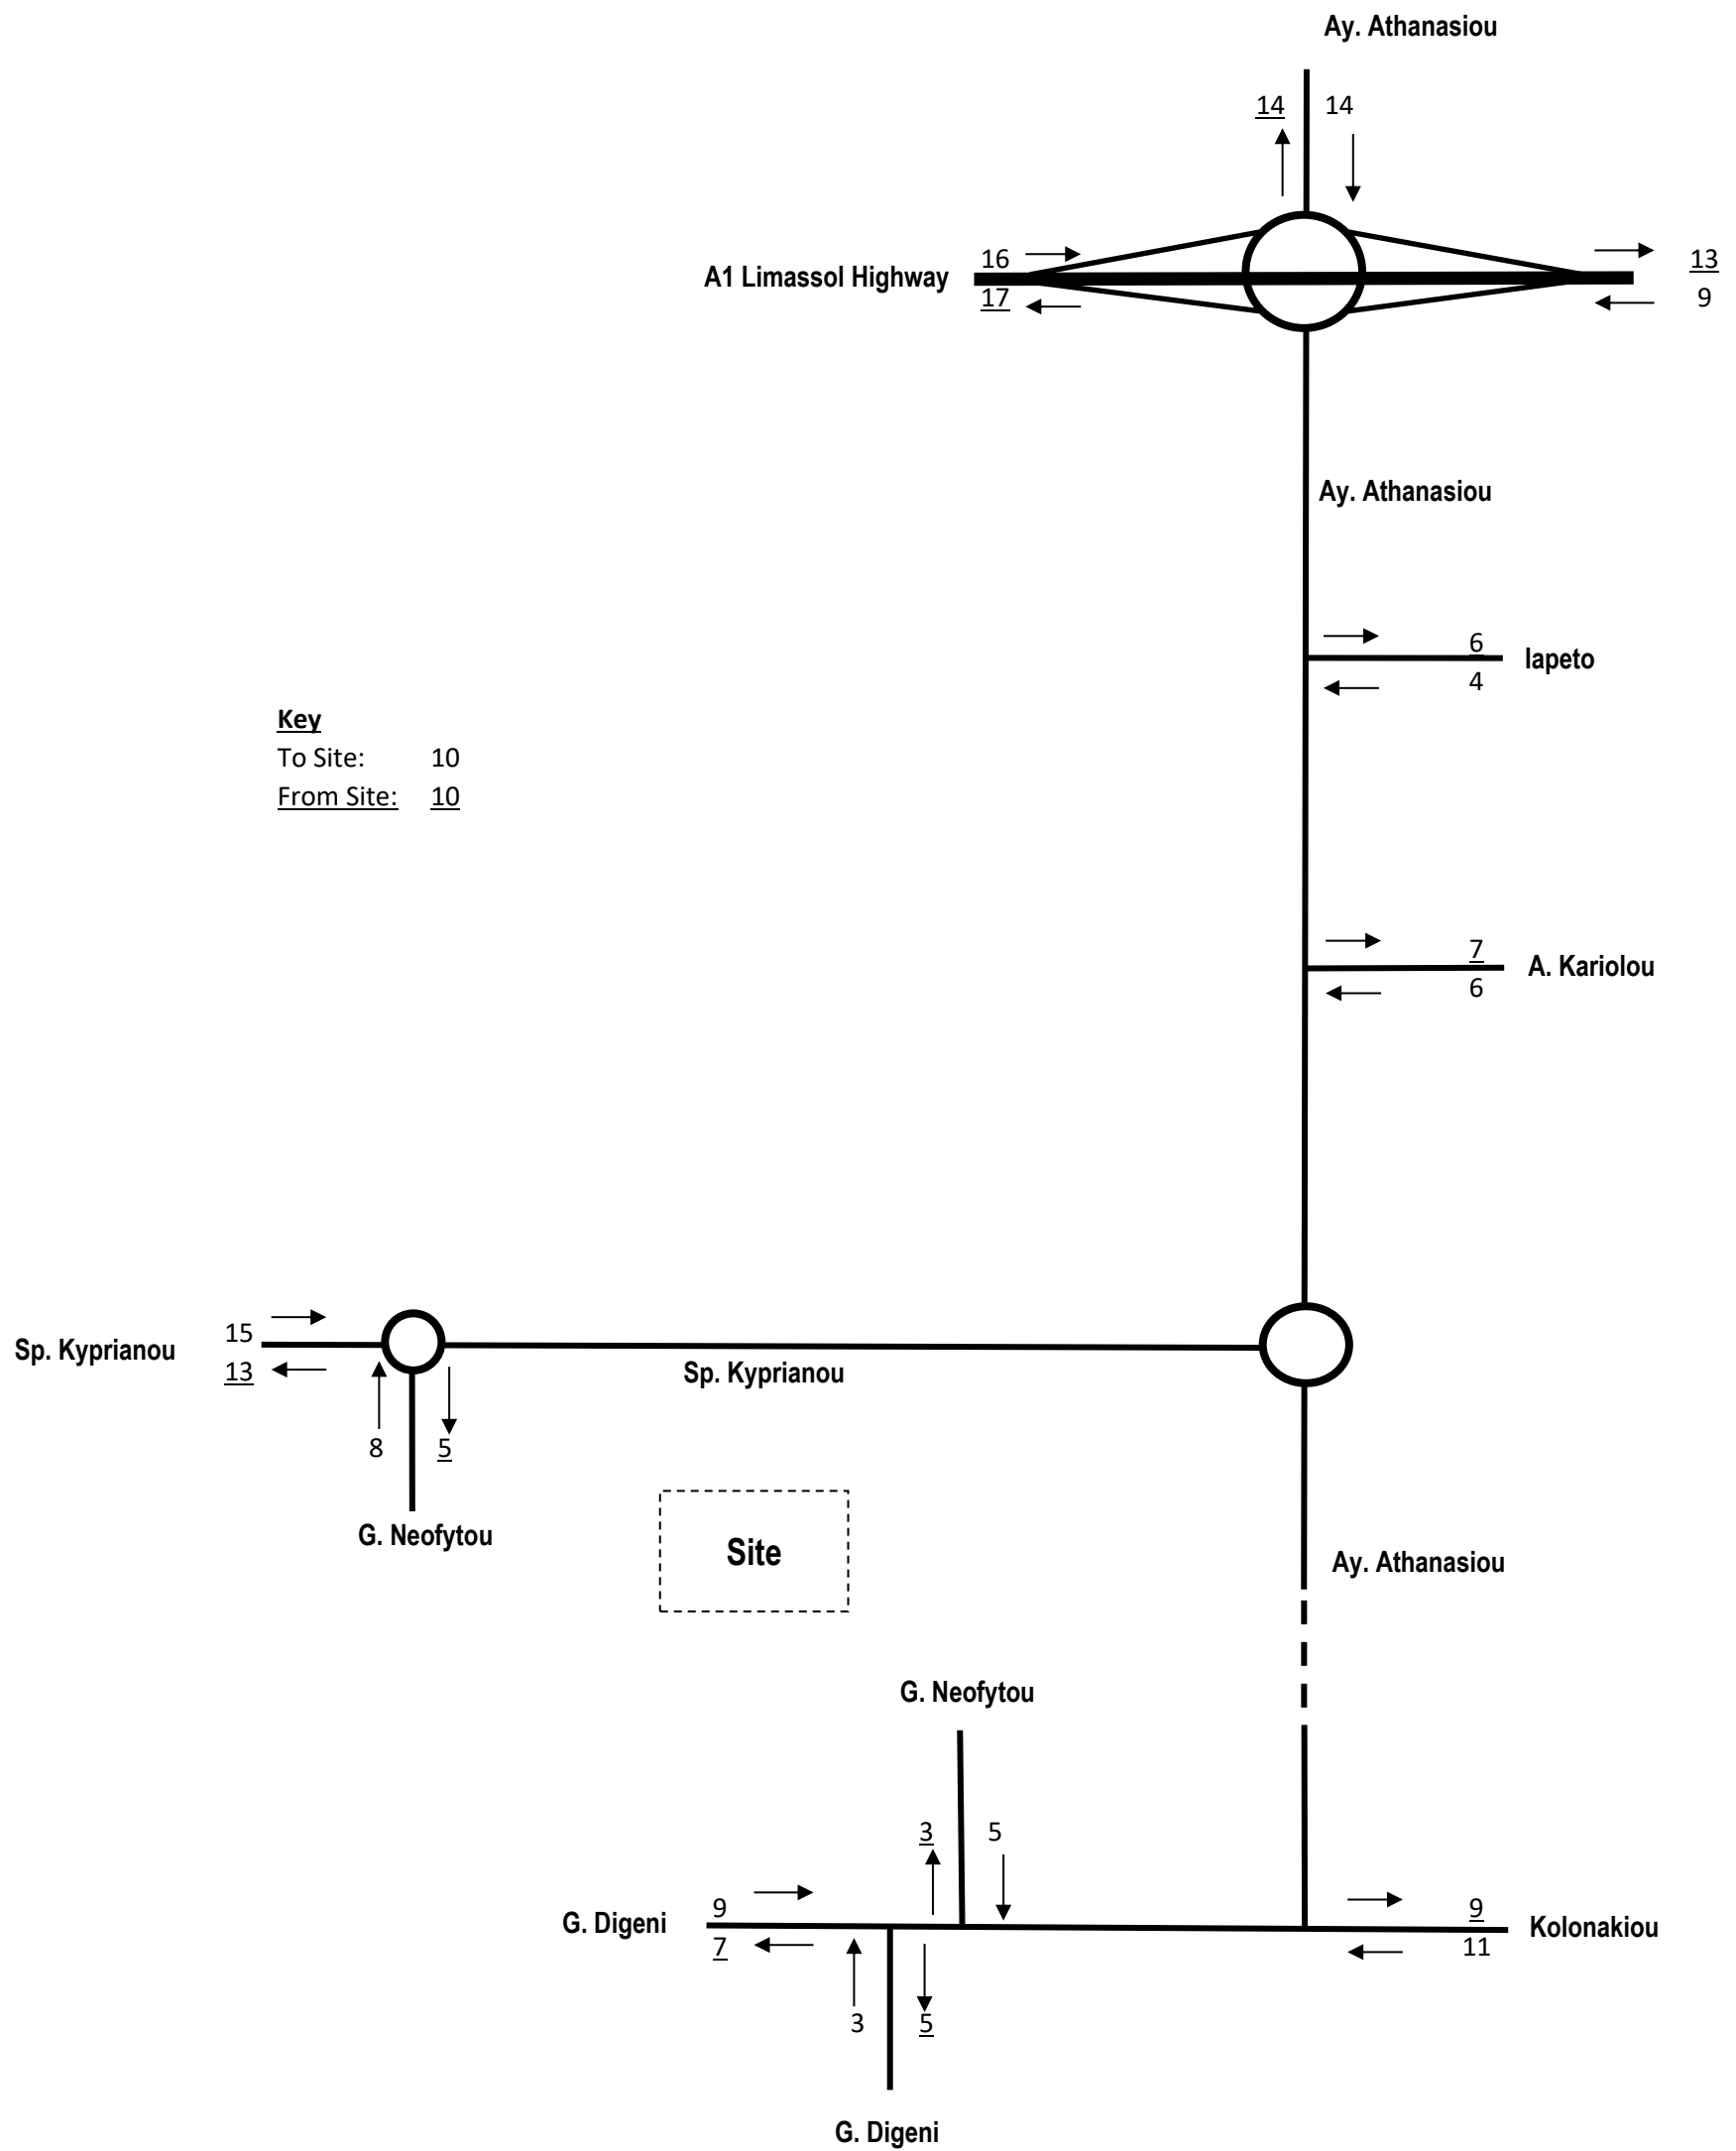 Ay. Athanasiou
14 14
16
A1 Limassol Highway
17
13
9
Ay. Athanasiou
6
Iapeto
4
Key
To Site: 10
From Site: 10
7
A. Kariolou
6
15
Sp. Kyprianou
13
Sp. Kyprianou
8 5
G. Neofytou
Site
Ay. Athanasiou
G. Neofytou
3 5
9
G. Digeni
7
9
Kolonakiou
11
3 5
G. Digeni